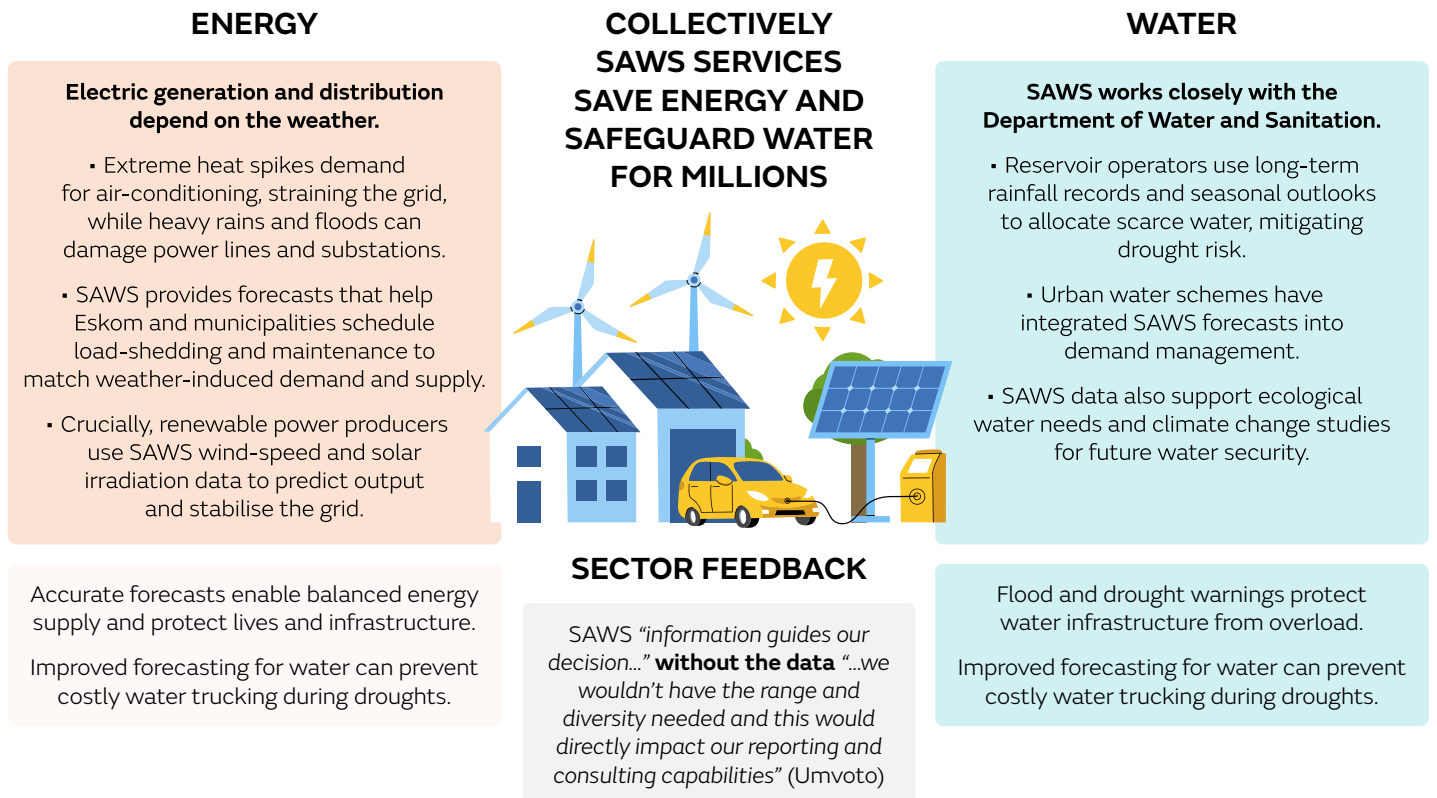 ENERGY
Electric generation and distribution
depend on the weather.
• Extreme heat spikes demand
for air-conditioning, straining the grid,
while heavy rains and floods can
damage power lines and substations.
• SAWS provides forecasts that help
Eskom and municipalities schedule
load-shedding and maintenance to
match weather-induced demand and supply.
• Crucially, renewable power producers
use SAWS wind-speed and solar
irradiation data to predict output
and stabilise the grid.
Accurate forecasts enable balanced energy
supply and protect lives and infrastructure.
Improved forecasting for water can prevent
costly water trucking during droughts.
COLLECTIVELY
SAWS SERVICES
SAVE ENERGY AND
SAFEGUARD WATER
FOR MILLIONS
SECTOR FEEDBACK
SAWS “information guides our
decision...” without the data “...we
wouldn’t have the range and
diversity needed and this would
directly impact our reporting and
consulting capabilities” (Umvoto)
WATER
SAWS works closely with the
Department of Water and Sanitation.
• Reservoir operators use long-term
rainfall records and seasonal outlooks
to allocate scarce water, mitigating
drought risk.
• Urban water schemes have
integrated SAWS forecasts into
demand management.
• SAWS data also support ecological
water needs and climate change studies
for future water security.
Flood and drought warnings protect
water infrastructure from overload.
Improved forecasting for water can prevent
costly water trucking during droughts.